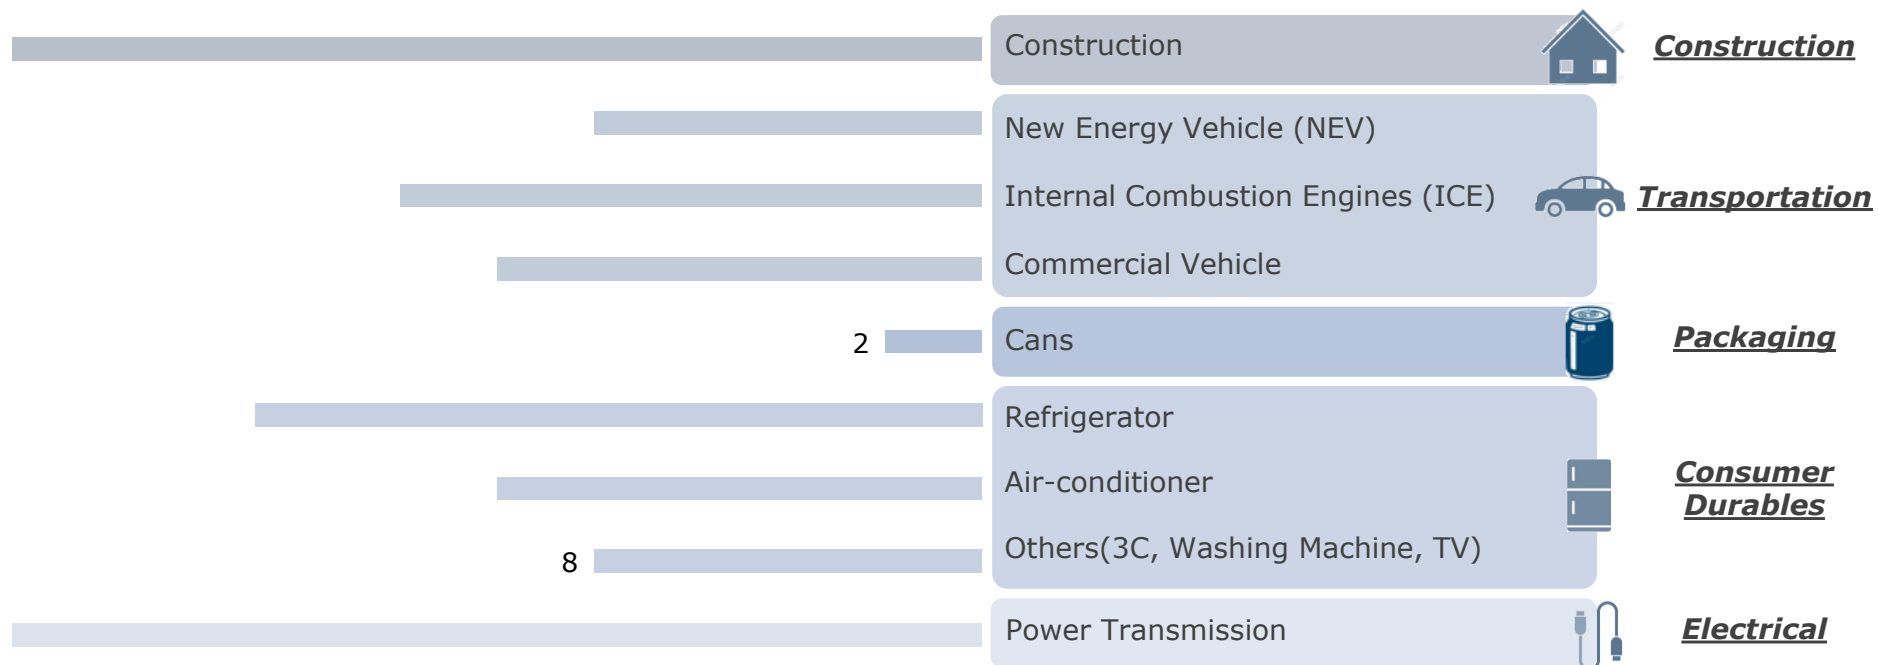 Construction
Construction
New Energy Vehicle (NEV)
Internal Combustion Engines (ICE)
Transportation
Commercial Vehicle
2
Cans
Packaging
Refrigerator
Air-conditioner
Consumer
Durables
8
Others(3C, Washing Machine, TV)
Power Transmission
Electrical